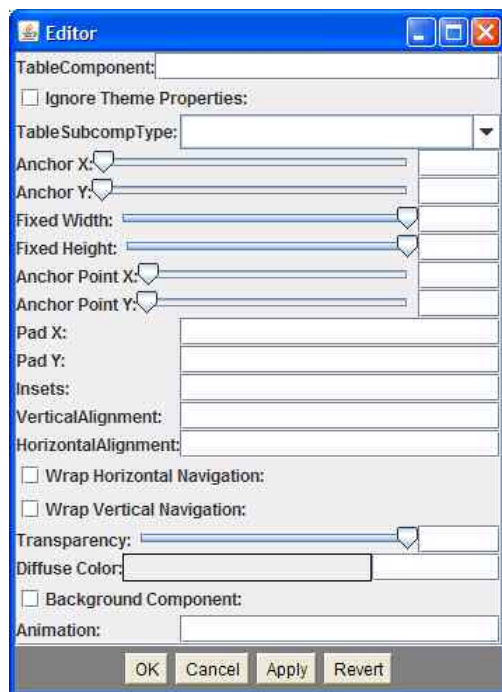 Editor
TableComponent:
Ignore Theme Properties:
TableSubcompType:
Anchor X:
Anchor Y:
Fixed Width:
Fixed Height:
Anchor Point X:
Anchor Point Y:
Pad X:
Pad Y:
Insets:
VerticalAlignment:
HorizontalAlignment:
Wrap Horizontal Navigation:
Wrap Vertical Navigation:
Transparency:
Diffuse Color:
Background Component:
Animation:
OK Cancel Apply Revert